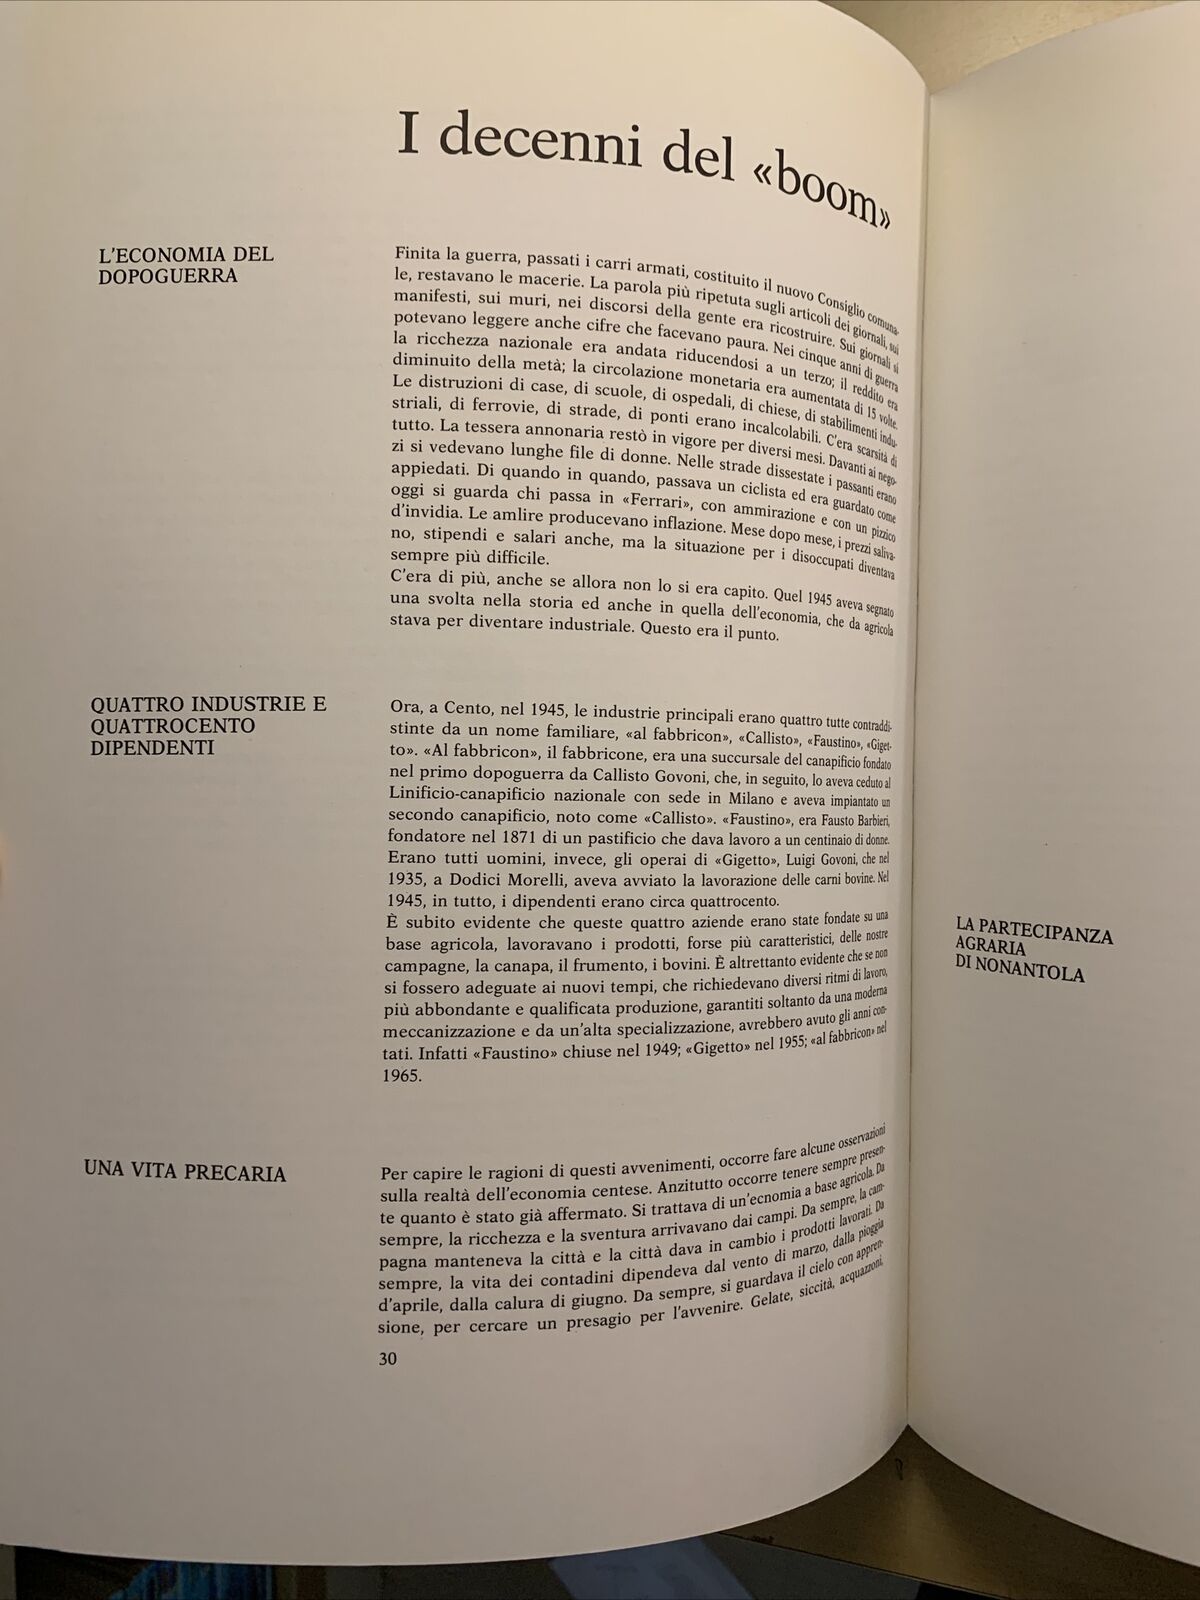 I decenni del «boom»
L'ECONOMIA DEL
DOPOGUERRA
Finita la guerra, passati i carri armati, costituito il nuovo Consiglio comuna-
le, restavano le macerie. La parola più ripetuta sugli articoli dei giornali, sui
manifesti, sui muri, nei discorsi della gente era ricostruire. Sui giornali si
potevano leggere anche cifre che facevano paura. Nei cinque anni di guerra
la ricchezza nazionale era andata riducendosi a un terzo; il reddito era
diminuito della metà; la circolazione monetaria era aumentata di 15 volte.
Le distruzioni di case, di scuole, di ospedali, di chiese, di stabilimenti indu-
striali, di ferrovie, di strade, di ponti erano incalcolabili. C'era scarsità di
tutto. La tessera annonaria restò in vigore per diversi mesi. Davanti ai nego-
zi si vedevano lunghe file di donne. Nelle strade dissestate i passanti erano
appiedati. Di quando in quando, passava un ciclista ed era guardato come
oggi si guarda chi passa in «Ferrari», con ammirazione e con un pizzico
d'invidia. Le amlire producevano inflazione. Mese dopo mese, i prezzi saliva-
no, stipendi e salari anche, ma la situazione per i disoccupati diventava
sempre più difficile.
C'era di più, anche se allora non lo si era capito. Quel 1945 aveva segnato
una svolta nella storia ed anche in quella dell'economia, che da agricola
stava per diventare industriale. Questo era il punto.
QUATTRO INDUSTRIE E
QUATTROCENTO
DIPENDENTI
Ora, a Cento, nel 1945, le industrie principali erano quattro tutte contraddi-
stinte da un nome familiare, «al fabbricon», «Callisto», «Faustino», «Giget-
to». «Al fabbricon», il fabbricone, era una succursale del canapificio fondato
nel primo dopoguerra da Callisto Govoni, che, in seguito, lo aveva ceduto al
Linificio-canapificio nazionale con sede in Milano e aveva impiantato un
secondo canapificio, noto come «Callisto». «Faustino», era Fausto Barbieri,
fondatore nel 1871 di un pastificio che dava lavoro a un centinaio di donne.
Erano tutti uomini, invece, gli operai di «Gigetto», Luigi Govoni, che nel
1935, a Dodici Morelli, aveva avviato la lavorazione delle carni bovine. Nel
1945, in tutto, i dipendenti erano circa quattrocento.
È subito evidente che queste quattro aziende erano state fondate su una
base agricola, lavoravano i prodotti, forse più caratteristici, delle nostre
campagne, la canapa, il frumento, i bovini. È altrettanto evidente che se non
si fossero adeguate ai nuovi tempi, che richiedevano diversi ritmi di lavoro,
più abbondante e qualificata produzione, garantiti soltanto da una moderna
meccanizzazione e da un'alta specializzazione, avrebbero avuto gli anni con-
tati. Infatti «Faustino» chiuse nel 1949; «Gigetto» nel 1955; «al fabbricon» nel
1965.
UNA VITA PRECARIA
Per capire le ragioni di questi avvenimenti, occorre fare alcune osservazioni
sulla realtà dell'economia centese. Anzitutto occorre tenere sempre presen-
te quanto è stato già affermato. Si trattava di un'ecnomia a base agricola. Da
sempre, la ricchezza e la sventura arrivavano dai campi. Da sempre, la cam-
pagna manteneva la città e la città dava in cambio i prodotti lavorati. Da
sempre, la vita dei contadini dipendeva dal vento di marzo, dalla pioggia
d'aprile, dalla calura di giugno. Da sempre, si guardava il cielo con appren-
sione, per cercare un presagio per l'avvenire. Gelate, siccità, acquazzoni,
30
LA PARTECIPANZA
AGRARIA
DI NONANTOLA